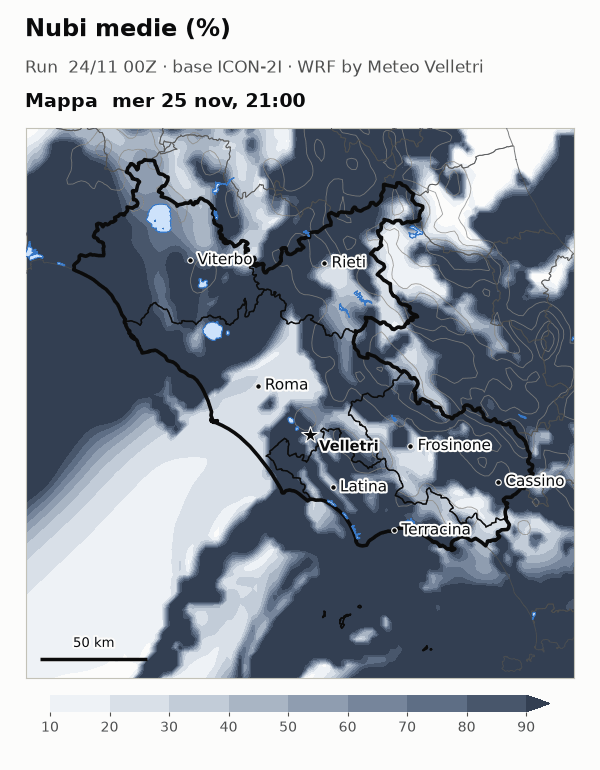 Nubi medie (%)
Run  24/11 00Z · base ICON-2I · WRF by Meteo Velletri
Mappa  mer 25 nov, 21:00
Viterbo
Rieti
Roma
Velletri
Frosinone
Latina
Cassino
Terracina
50 km
10 20 30 40 50 60 70 80 90